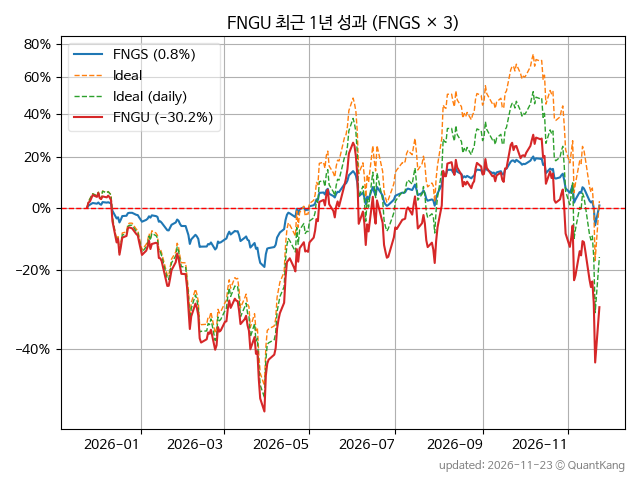 FNGU 최근 1년 성과 (FNGS × 3)
80%
60%
40%
20%
0%
−20%
−40%
FNGS (0.8%)
Ideal
Ideal (daily)
FNGU (−30.2%)
2026-01
2026-03
2026-05
2026-07
2026-09
2026-11
updated: 2026-11-23 ⓒ QuantKang